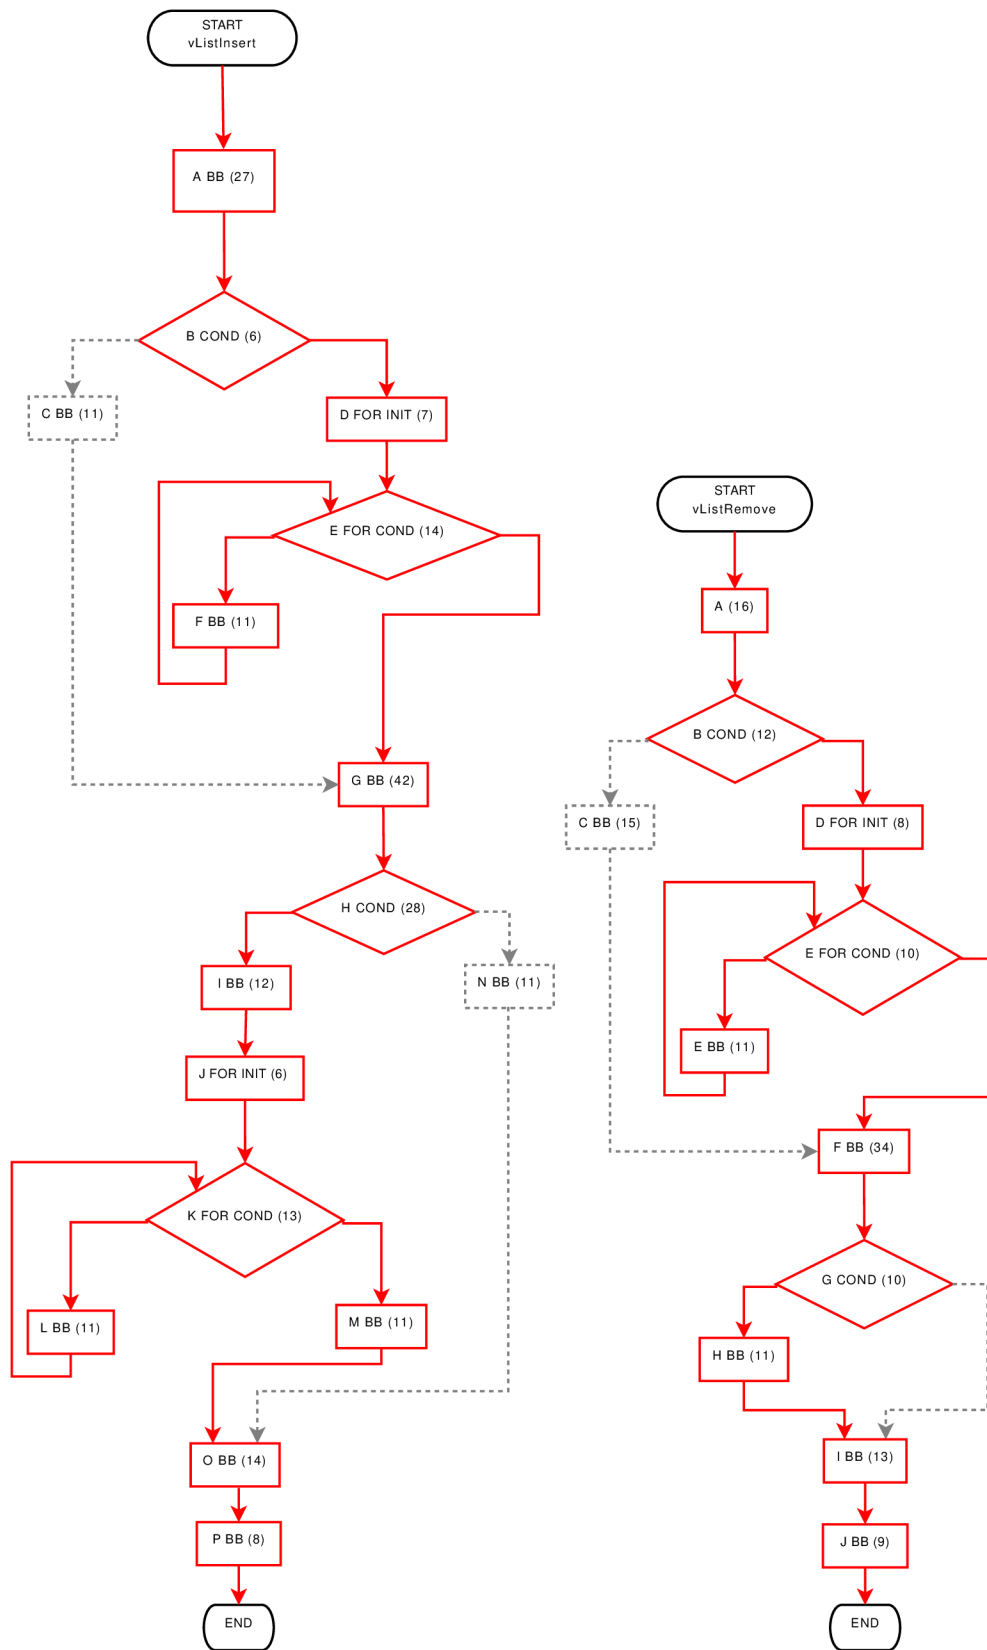 START
vListInsert
A BB (27)
B COND (6)
C BB (11)
D FOR INIT (7)
E FOR COND (14)
F BB (11)
G BB (42)
H COND (28)
I BB (12)
N BB (11)
J FOR INIT (6)
K FOR COND (13)
L BB (11)
M BB (11)
O BB (14)
P BB (8)
END
START
vListRemove
A (16)
B COND (12)
C BB (15)
D FOR INIT (8)
E FOR COND (10)
E BB (11)
F BB (34)
G COND (10)
H BB (11)
I BB (13)
J BB (9)
END